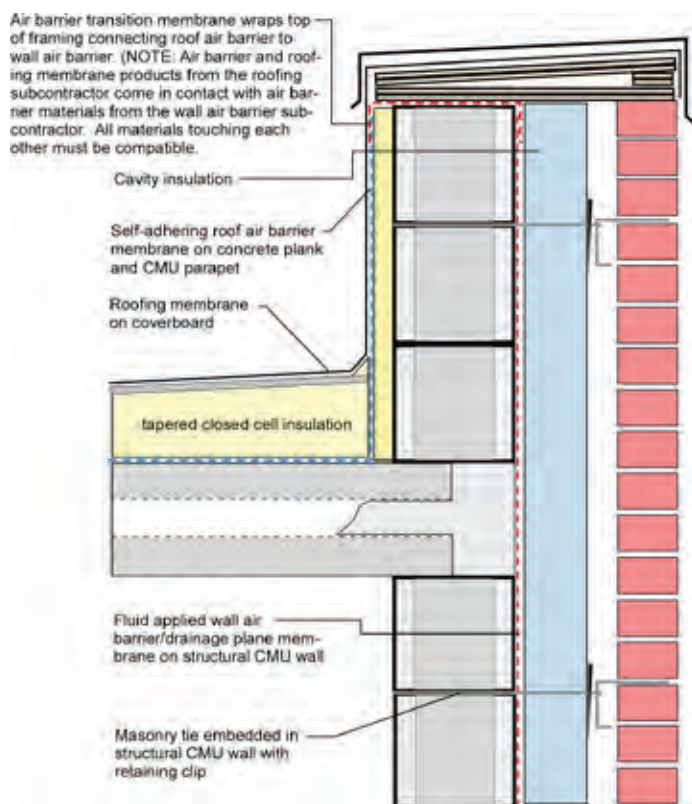 Air barrier transition membrane wraps top
of framing connecting roof air barrier to
wall air barrier. (NOTE: Air barrier and roof-
ing membrane products from the roofing
subcontractor come in contact with air bar-
rier materials from the wall air barrier sub-
contractor. All materials touching each
other must be compatible.
Cavity insulation
Self-adhering roof air barrier
membrane on concrete plank
and CMU parapet
Roofing membrane
on coverboard
tapered closed cell insulation
Fluid applied wall air
barrier/drainage plane mem-
brane on structural CMU wall
Masonry tie embedded in
structural CMU wall with
retaining clip